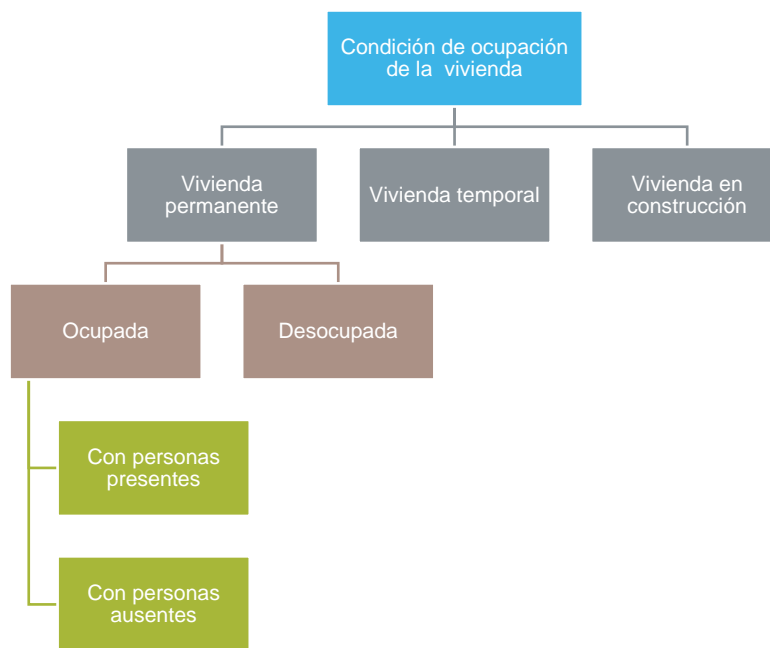 Condición de ocupación
de la vivienda
Vivienda
permanente
Vivienda temporal
Vivienda en
construcción
Ocupada
Desocupada
Con personas
presentes
Con personas
ausentes